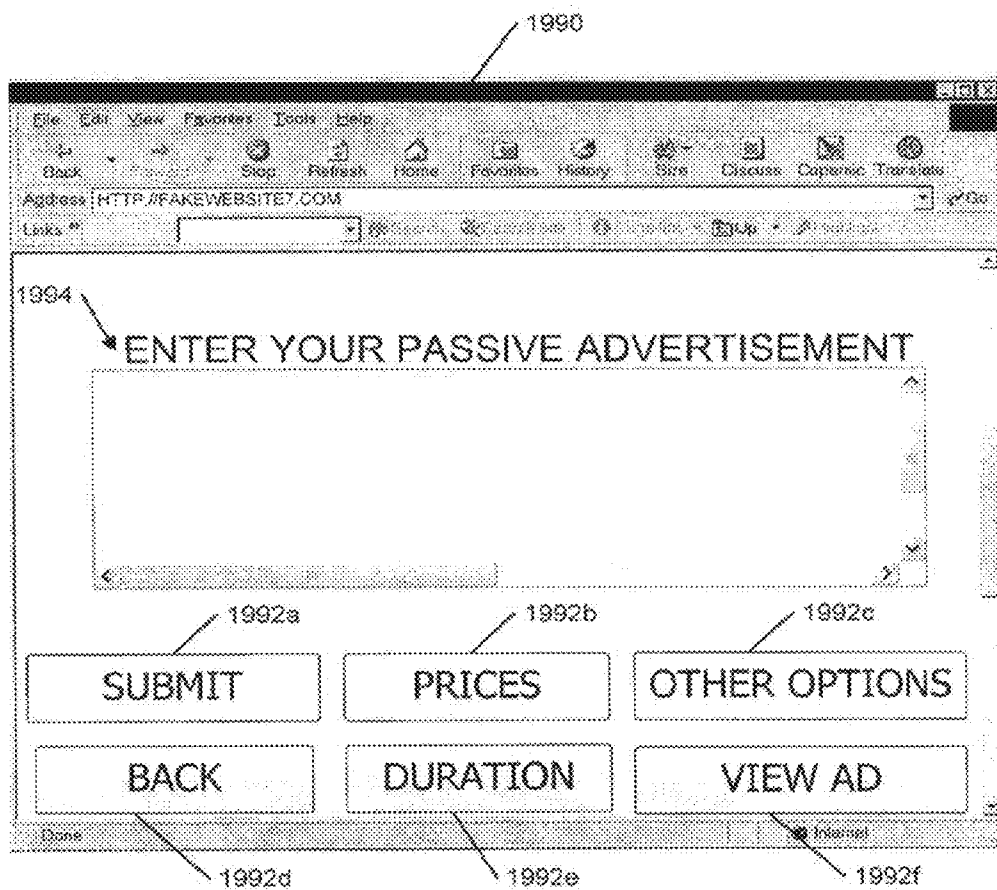 1990
File Edit View Favorites Tools Help
Back Stop Refresh Home Favorites History Size Discuss Translate
Address HTTP://FAKEWEBSITE7.COM Go
Links » Up
1994
ENTER YOUR PASSIVE ADVERTISEMENT
1992a 1992b 1992c
SUBMIT PRICES OTHER OPTIONS
BACK DURATION VIEW AD
Done Internet
1992d 1992e 1992f